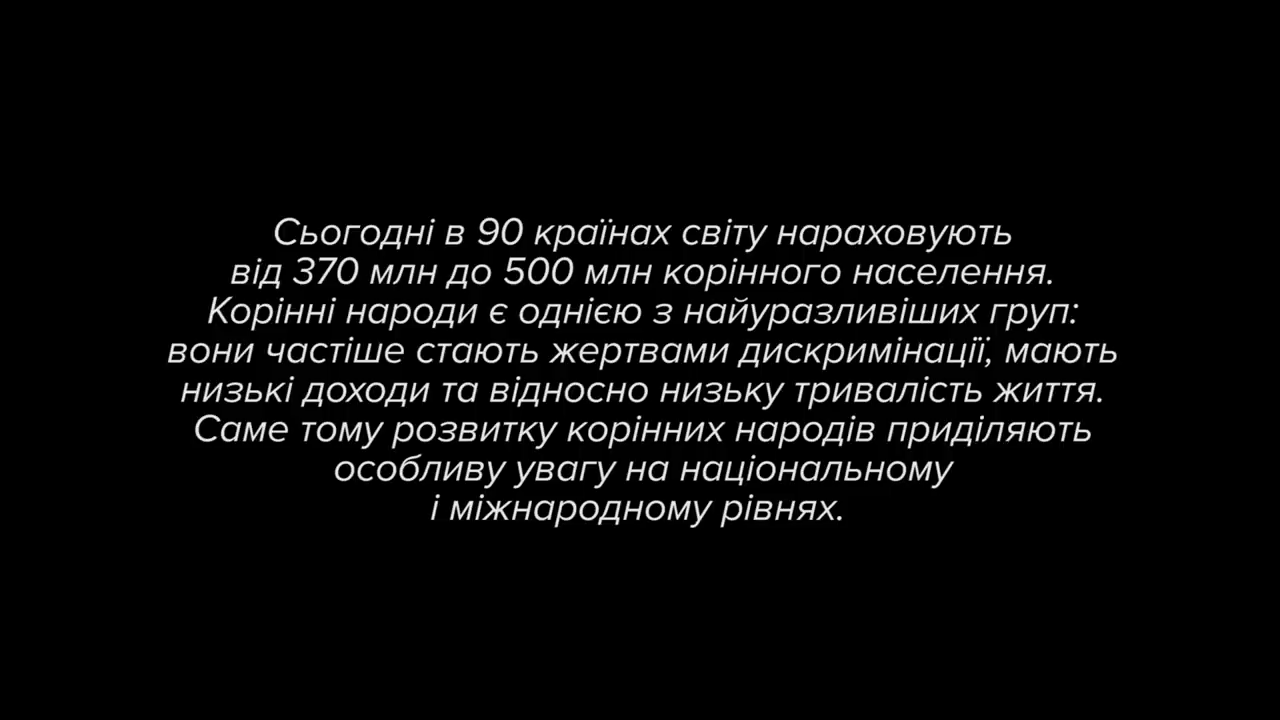 Сьогодні в 90 країнах світу нараховують
від 370 млн до 500 млн корінного населення.
Корінні народи є однією з найуразливіших груп:
вони частіше стають жертвами дискримінації, мають
низькі доходи та відносно низьку тривалість життя.
Саме тому розвитку корінних народів приділяють
особливу увагу на національному
і міжнародному рівнях.